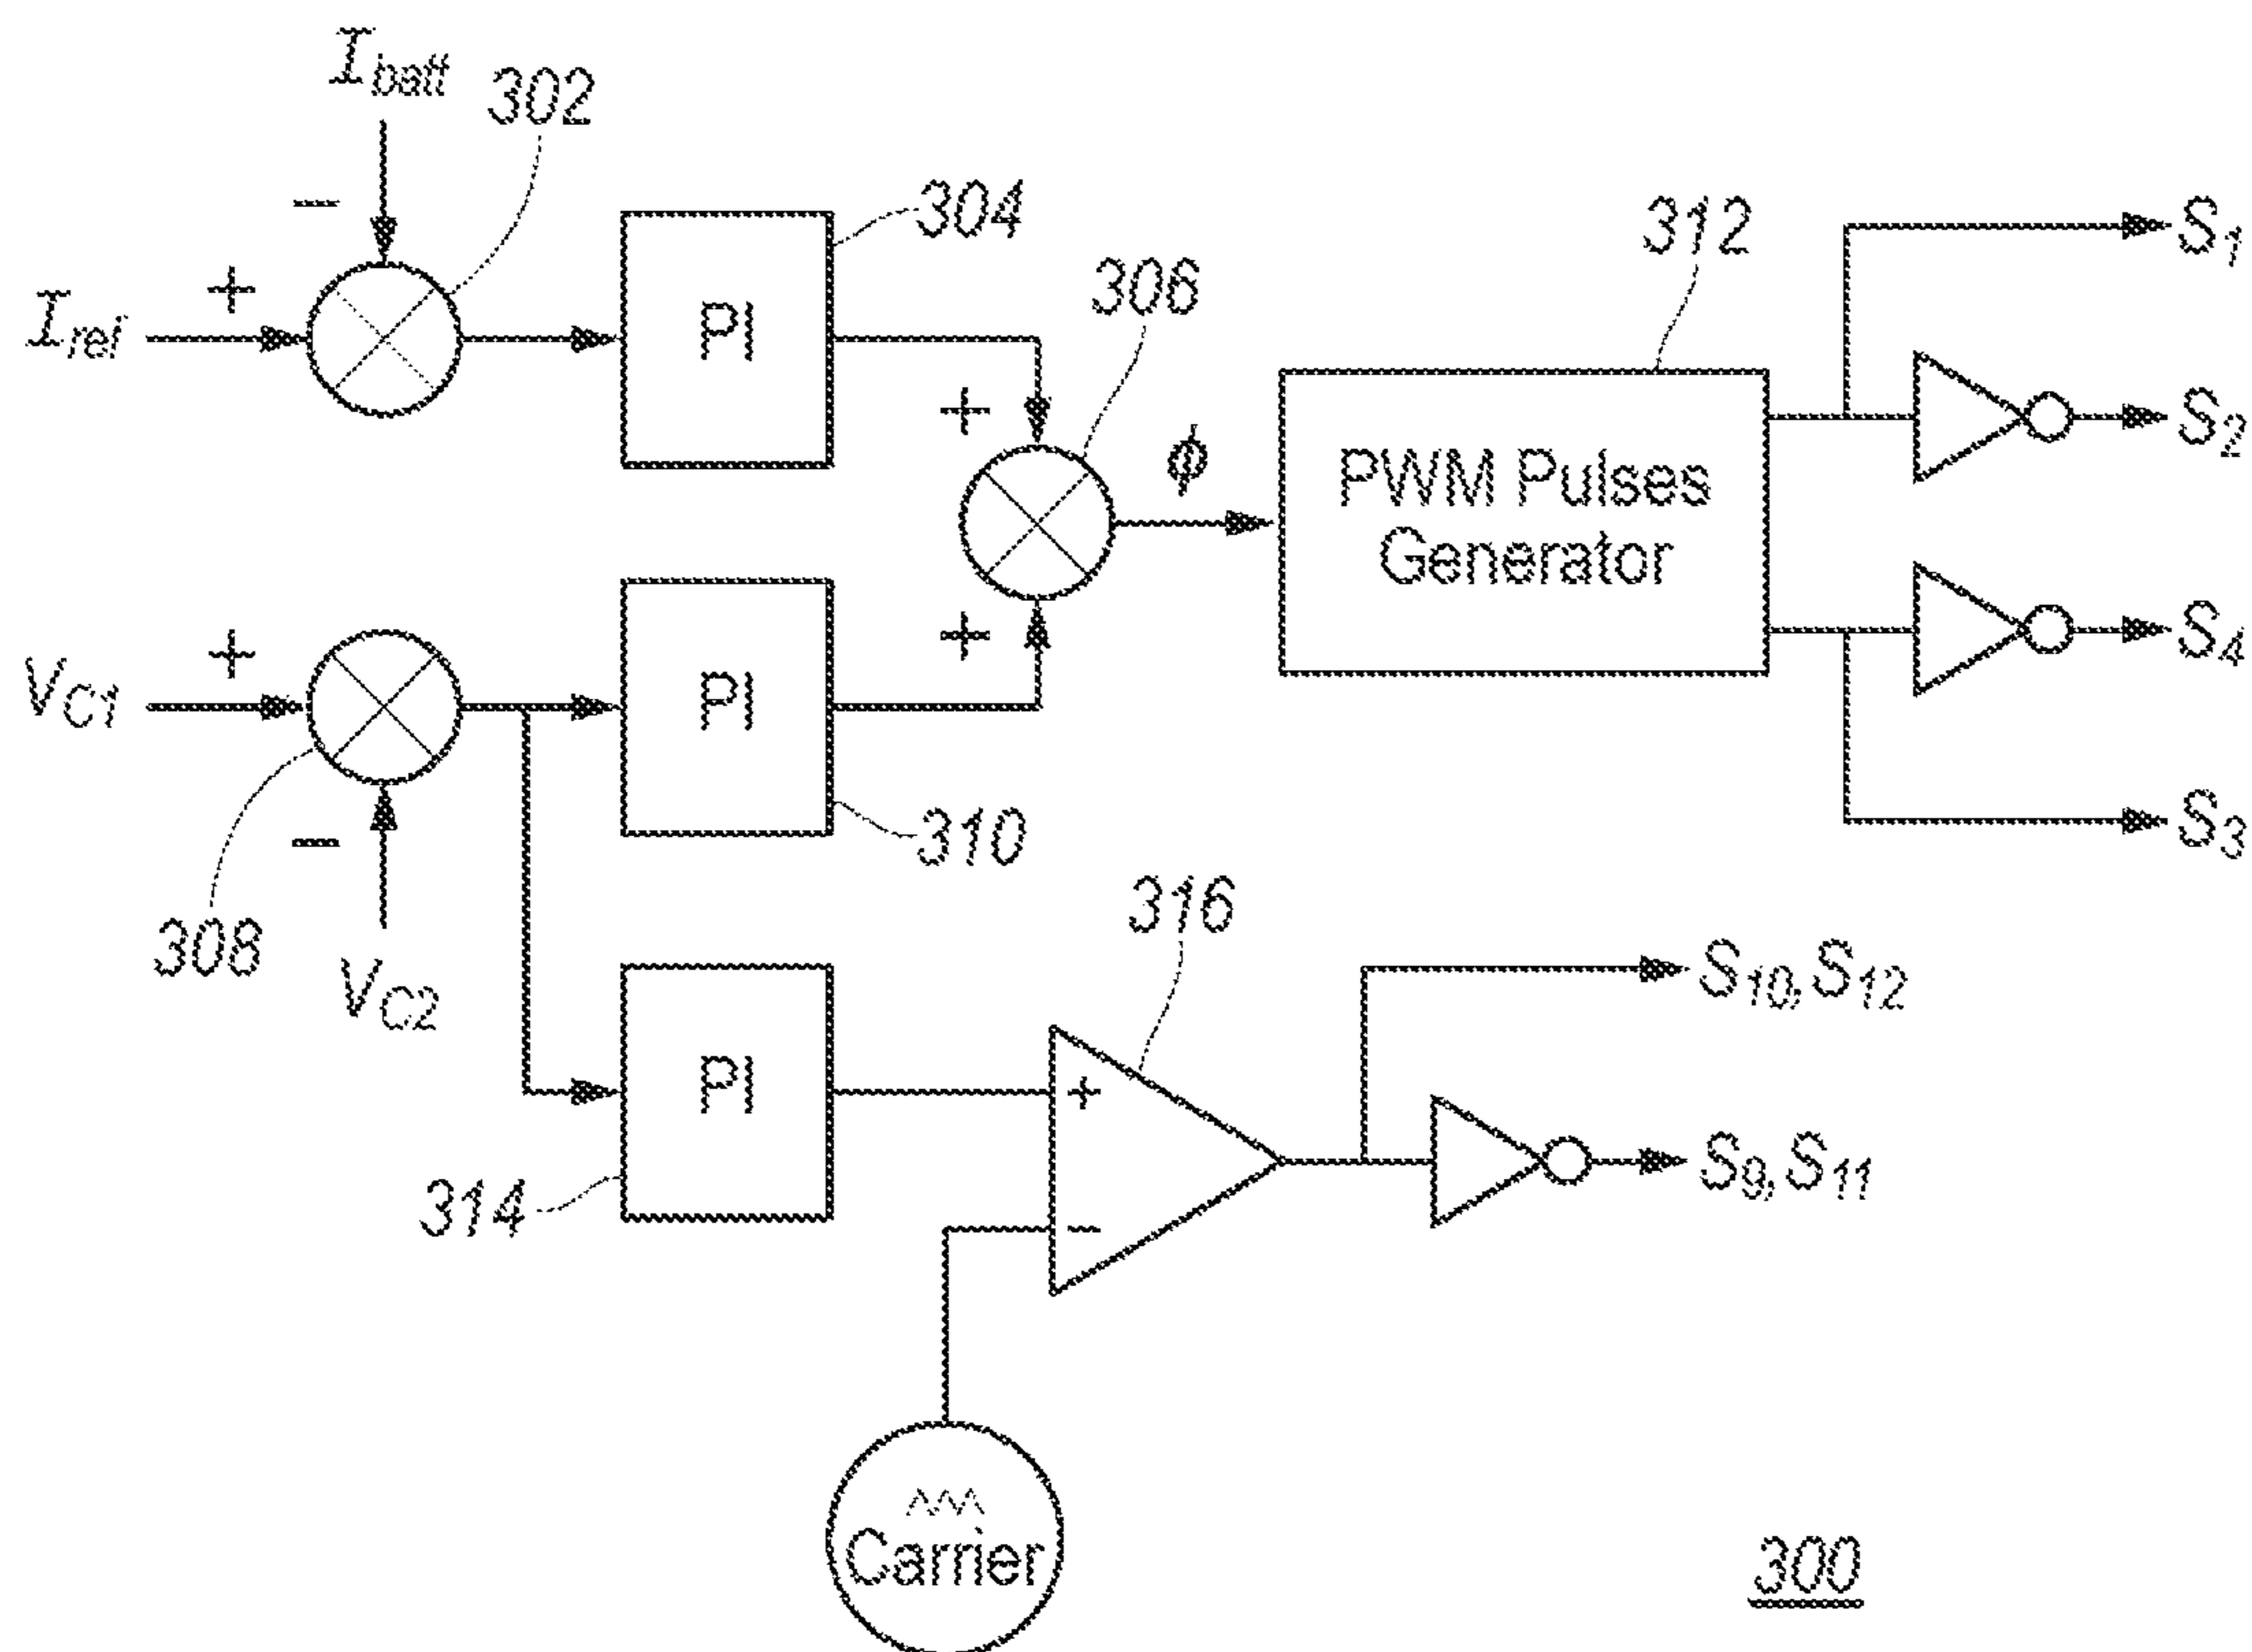 I_batt
302
304
312
S_1
306
+
−
PI
I_ref
+
ϕ
S_2
PWM Pulses
Generator
+
+
S_4
V_C1
PI
−
310
S_3
308
316
V_C2
S_10, S_12
PI
+
314
−
S_9, S_11
Carrier
300